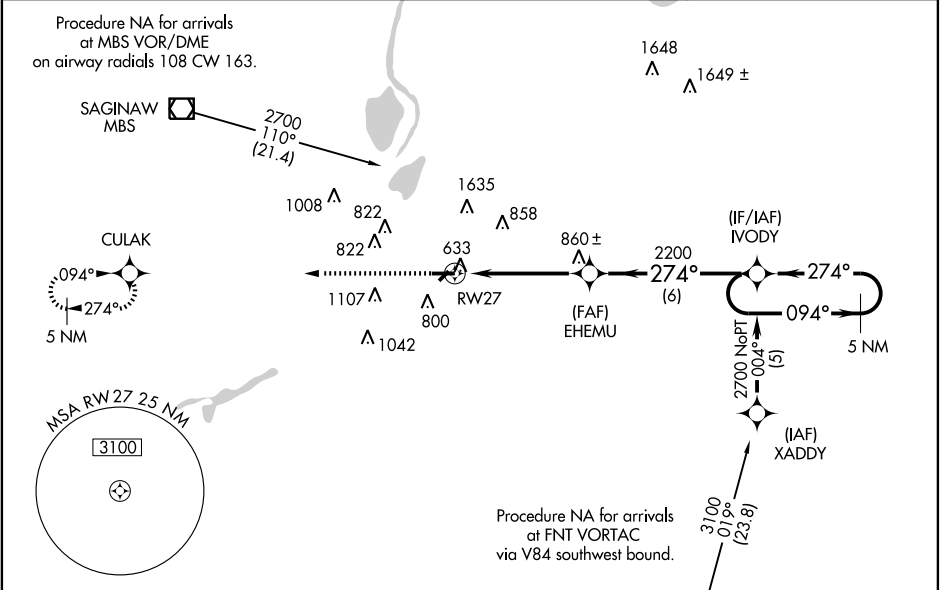 Procedure NA for arrivals
at MBS VOR/DME
on airway radials 108 CW 163.
SAGINAW
MBS
2700
110°
(21.4)
1648
1649 ±
1008
822
822
1635
858
CULAK
094°
274°
5 NM
633
RW27
1107
800
1042
860 ±
(FAF)
EHEMU
2200
274°
(6)
(IF/IAF)
IVODY
274°
094°
5 NM
2700 NoPT
004°
(5)
(IAF)
XADDY
MSA RW27 25 NM
3100
Procedure NA for arrivals
at FNT VORTAC
via V84 southwest bound.
3100
019°
(23.8)